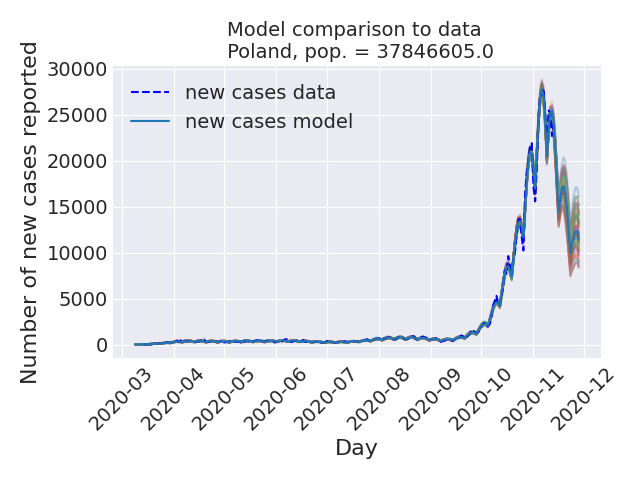 Model comparison to data
Poland, pop. = 37846605.0
Number of new cases reported
30000
25000
20000
15000
10000
5000
0
new cases data
new cases model
2020-03
2020-04
2020-05
2020-06
2020-07
2020-08
2020-09
2020-10
2020-11
2020-12
Day